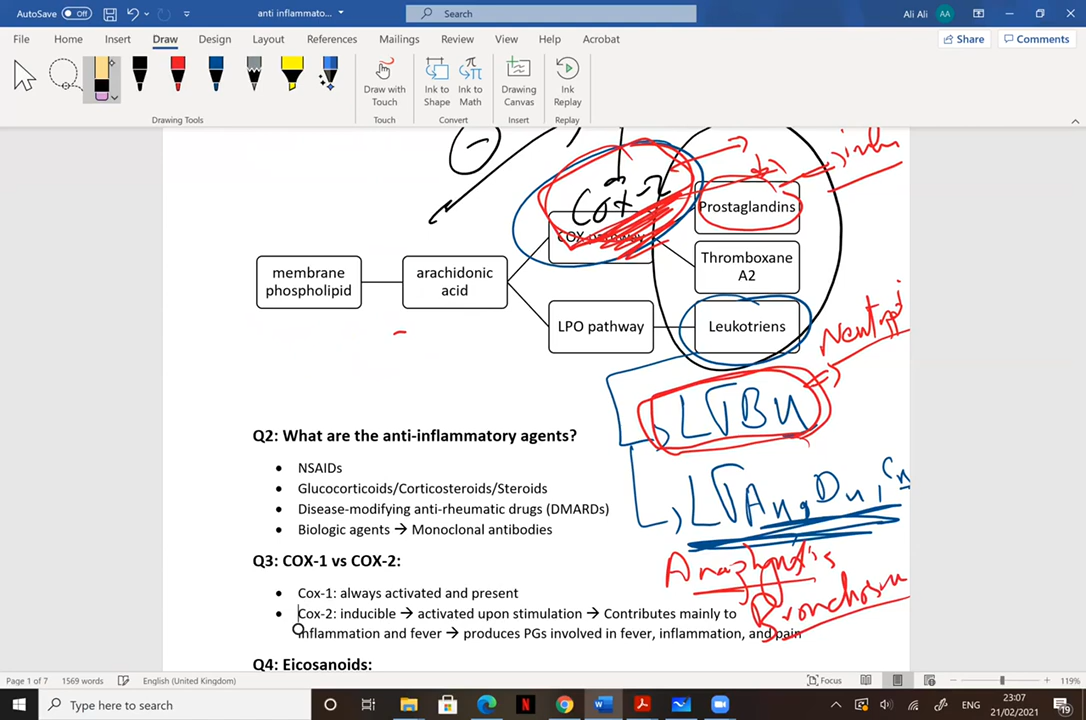 AutoSave Off
anti inflammato...
Search
Ali Ali AA
File Home Insert Draw Design Layout References Mailings Review View Help Acrobat Share Comments
Draw with Touch
Ink to Shape
Ink to Math
Drawing Canvas
Ink Replay
Drawing Tools Touch Convert Insert Replay
Cox-2
COX pathway
Prostaglandins
Thromboxane A2
membrane phospholipid
arachidonic acid
LPO pathway
Leukotriens
LTB4
Q2: What are the anti-inflammatory agents?
• NSAIDs
• Glucocorticoids/Corticosteroids/Steroids
• Disease-modifying anti-rheumatic drugs (DMARDs)
• Biologic agents → Monoclonal antibodies
Q3: COX-1 vs COX-2:
• Cox-1: always activated and present
• Cox-2: inducible → activated upon stimulation → Contributes mainly to
inflammation and fever → produces PGs involved in fever, inflammation, and pain
Q4: Eicosanoids:
Page 1 of 7 1569 words English (United Kingdom) Focus 119%
Type here to search
ENG
23:07
21/02/2021
19